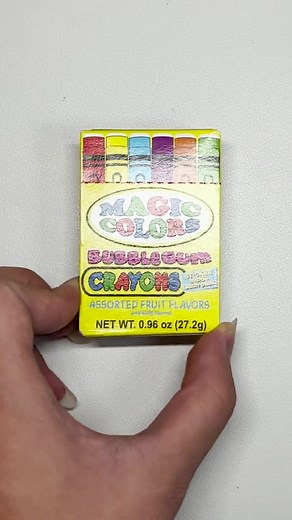 MAGIC
COLORS
BUBBLEGUM
CRAYONS
ASSORTED FRUIT FLAVORS
NET WT. 0.96 oz (27.2g)